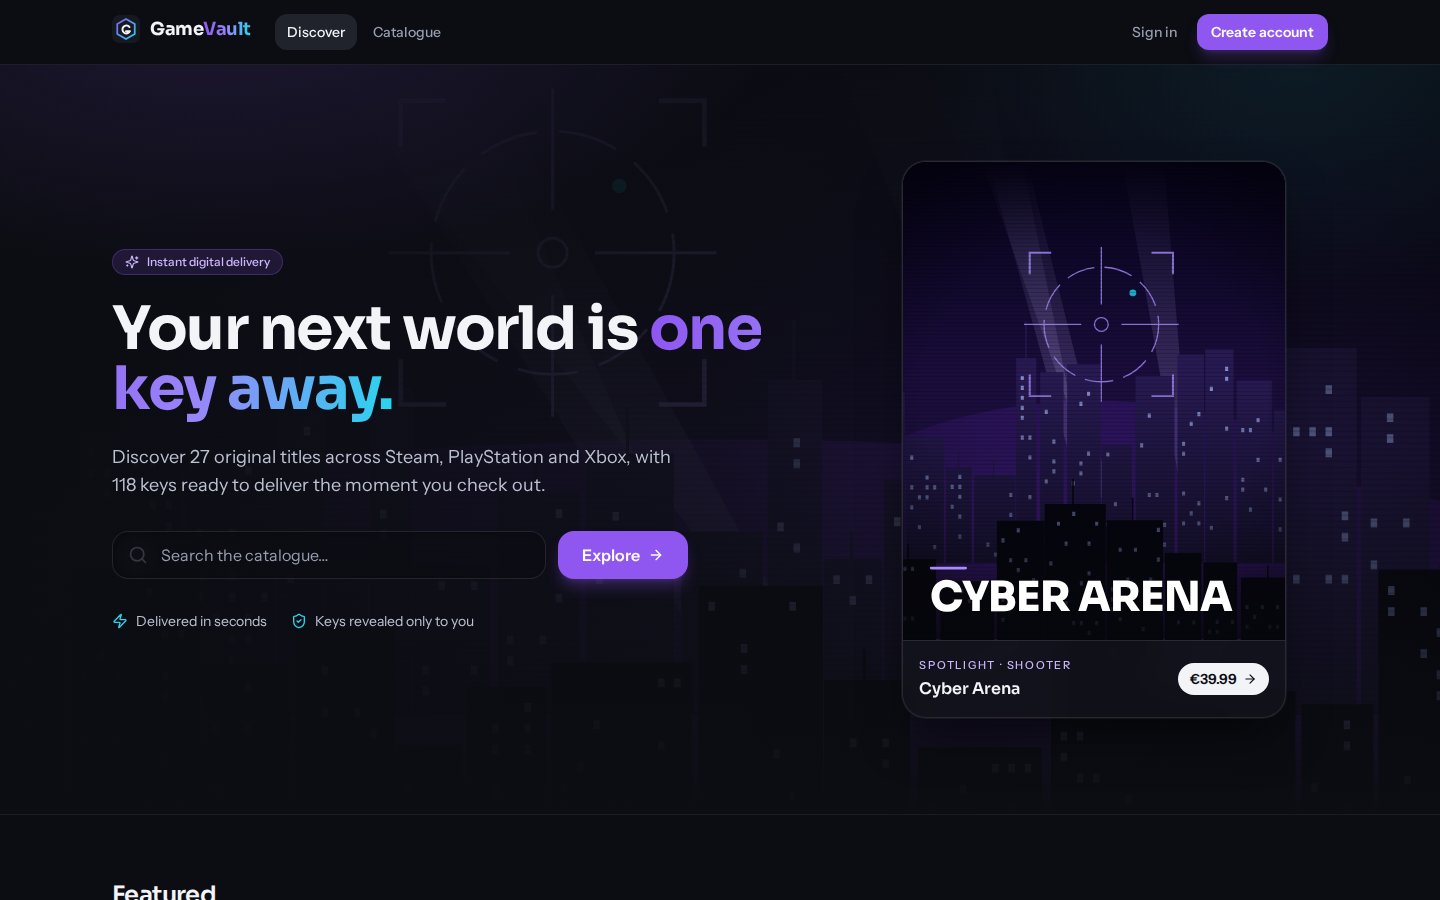 GameVault
Discover
Catalogue
Sign in
Create account
Instant digital delivery
Your next world is one
key away.
Discover 27 original titles across Steam, PlayStation and Xbox, with
118 keys ready to deliver the moment you check out.
Search the catalogue...
Explore
Delivered in seconds
Keys revealed only to you
CYBER ARENA
SPOTLIGHT · SHOOTER
Cyber Arena
€39.99
Featured